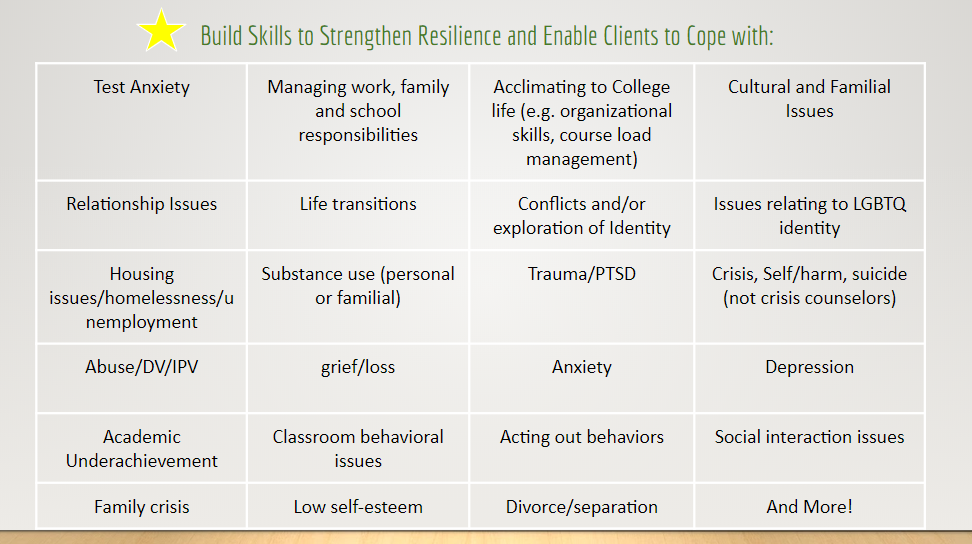 Build Skills to Strengthen Resilience and Enable Clients to Cope with:
Test Anxiety
Managing work, family
and school
responsibilities
Acclimating to College
life (e.g. organizational
skills, course load
management)
Cultural and Familial
Issues
Relationship Issues
Life transitions
Conflicts and/or
exploration of Identity
Issues relating to LGBTQ
identity
Housing
issues/homelessness/u
nemployment
Substance use (personal
or familial)
Trauma/PTSD
Crisis, Self/harm, suicide
(not crisis counselors)
Abuse/DV/IPV
grief/loss
Anxiety
Depression
Academic
Underachievement
Classroom behavioral
issues
Acting out behaviors
Social interaction issues
Family crisis
Low self-esteem
Divorce/separation
And More!